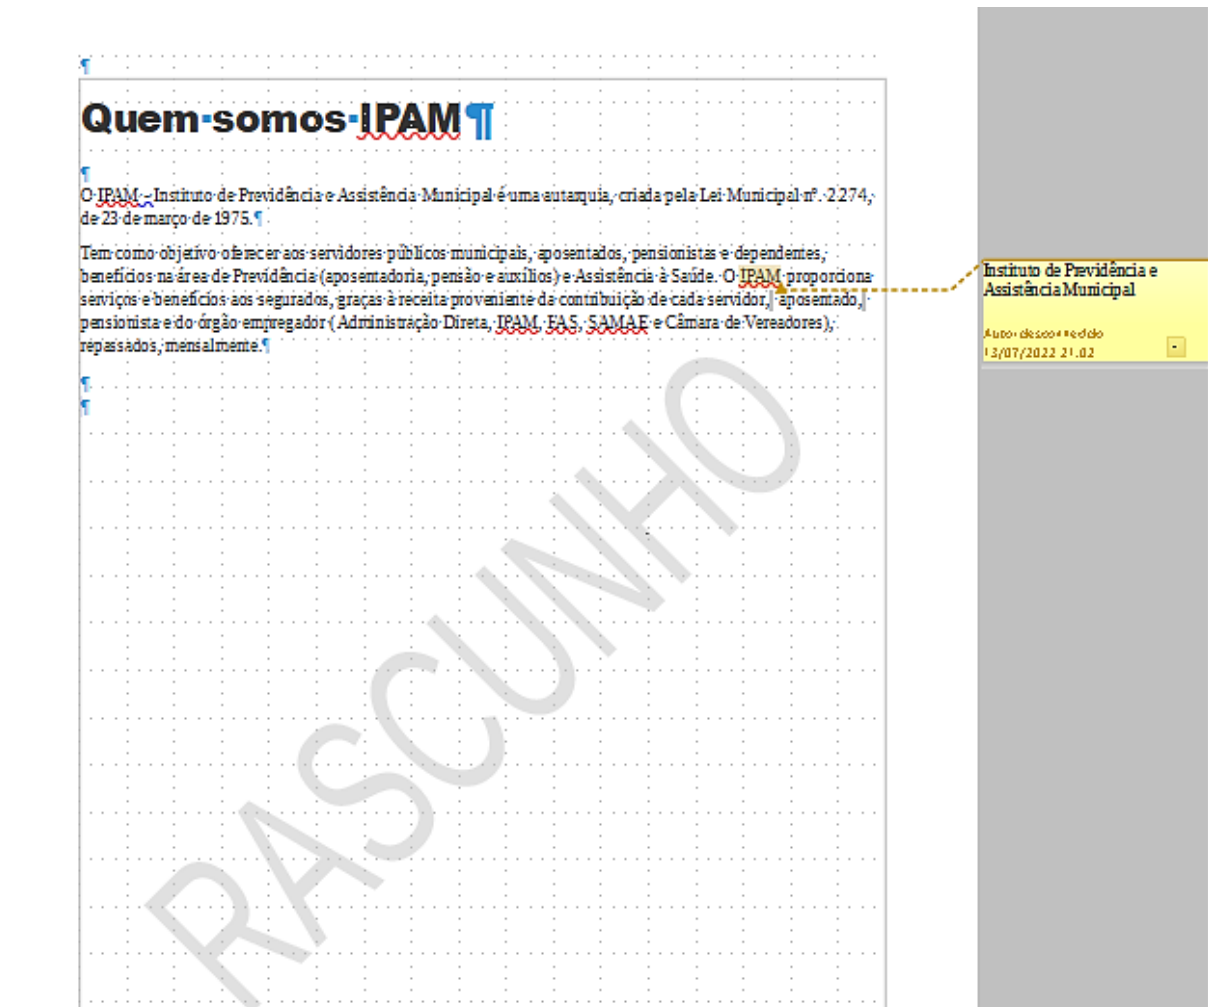 Quem somos IPAM
O IPAM – Instituto de Previdência e Assistência Municipal é uma autarquia, criada pela Lei Municipal nº. 2.274,
de 23 de março de 1975.
Tem como objetivo oferecer aos servidores públicos municipais, aposentados, pensionistas e dependentes,
benefícios na área de Previdência (aposentadoria, pensão e auxílios) e Assistência à Saúde. O IPAM proporciona
serviços e benefícios aos segurados, graças à receita proveniente da contribuição de cada servidor, aposentado,
pensionista e do órgão empregador ( Administração Direta, IPAM, FAS, SAMAE e Câmara de Vereadores),
repassados, mensalmente.
Instituto de Previdência e
Assistência Municipal
Autor desconhecido
13/07/2022 21:02
RASCUNHO